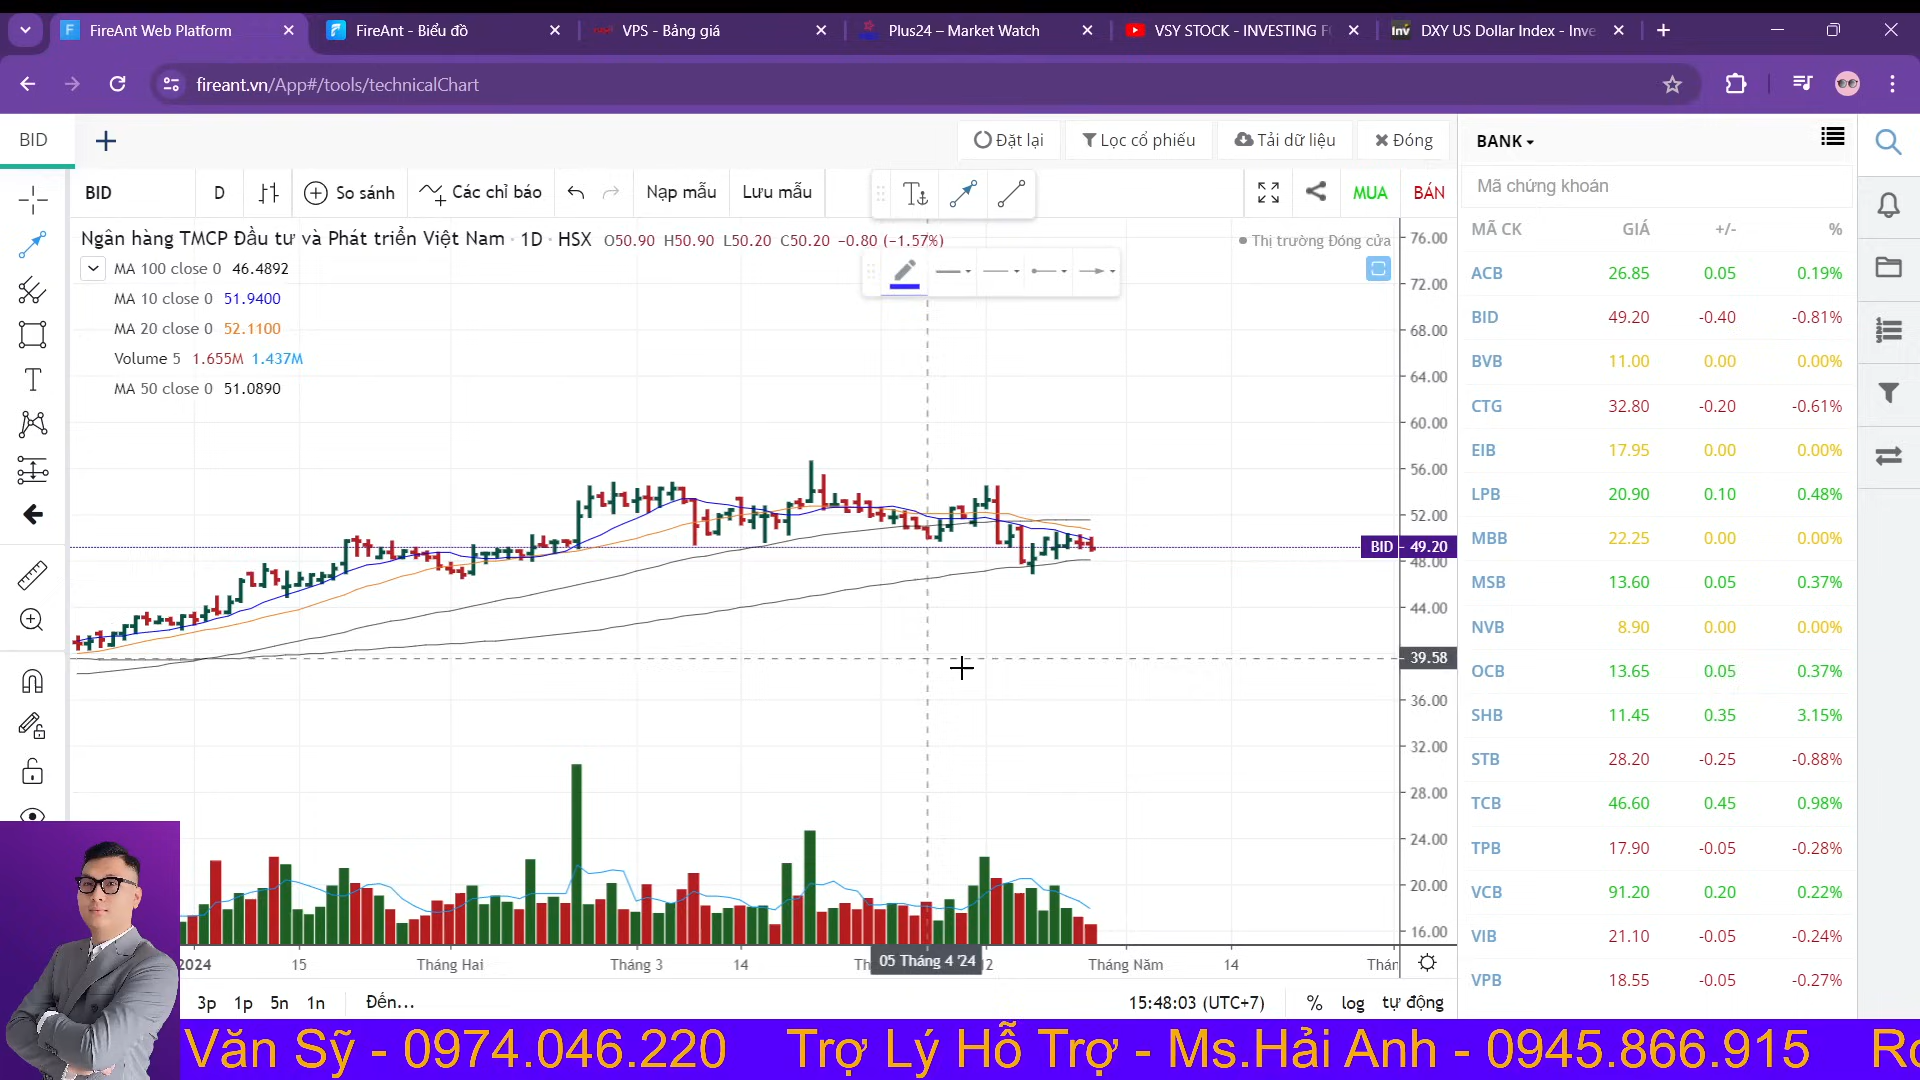 FireAnt Web Platform
FireAnt - Biểu đồ
VPS - Bảng giá
Plus24 – Market Watch
VSY STOCK - INVESTING F
DXY US Dollar Index - Inve
fireant.vn/App#/tools/technicalChart
BID
Đặt lại
Lọc cổ phiếu
Tải dữ liệu
Đóng
BID D So sánh Các chỉ báo Nạp mẫu Lưu mẫu MUA BÁN
Ngân hàng TMCP Đầu tư và Phát triển Việt Nam · 1D · HSX O50.90 H50.90 L50.20 C50.20 −0.80 (−1.57%)
Thị trường Đóng cửa
MA 100 close 0 46.4892
MA 10 close 0 51.9400
MA 20 close 0 52.1100
Volume 5 1.655M 1.437M
MA 50 close 0 51.0890
76.00
72.00
68.00
64.00
60.00
56.00
52.00
BID 49.20
48.00
44.00
39.58
36.00
32.00
28.00
24.00
20.00
16.00
2024 15 Tháng Hai Tháng 3 14 05 Tháng 4 '24 Tháng Năm 14
3p 1p 5n 1n Đến... 15:48:03 (UTC+7) % log tự động
BANK
Mã chứng khoán
MÃ CK GIÁ +/- %
ACB 26.85 0.05 0.19%
BID 49.20 -0.40 -0.81%
BVB 11.00 0.00 0.00%
CTG 32.80 -0.20 -0.61%
EIB 17.95 0.00 0.00%
LPB 20.90 0.10 0.48%
MBB 22.25 0.00 0.00%
MSB 13.60 0.05 0.37%
NVB 8.90 0.00 0.00%
OCB 13.65 0.05 0.37%
SHB 11.45 0.35 3.15%
STB 28.20 -0.25 -0.88%
TCB 46.60 0.45 0.98%
TPB 17.90 -0.05 -0.28%
VCB 91.20 0.20 0.22%
VIB 21.10 -0.05 -0.24%
VPB 18.55 -0.05 -0.27%
Văn Sỹ - 0974.046.220 Trợ Lý Hỗ Trợ - Ms.Hải Anh - 0945.866.915